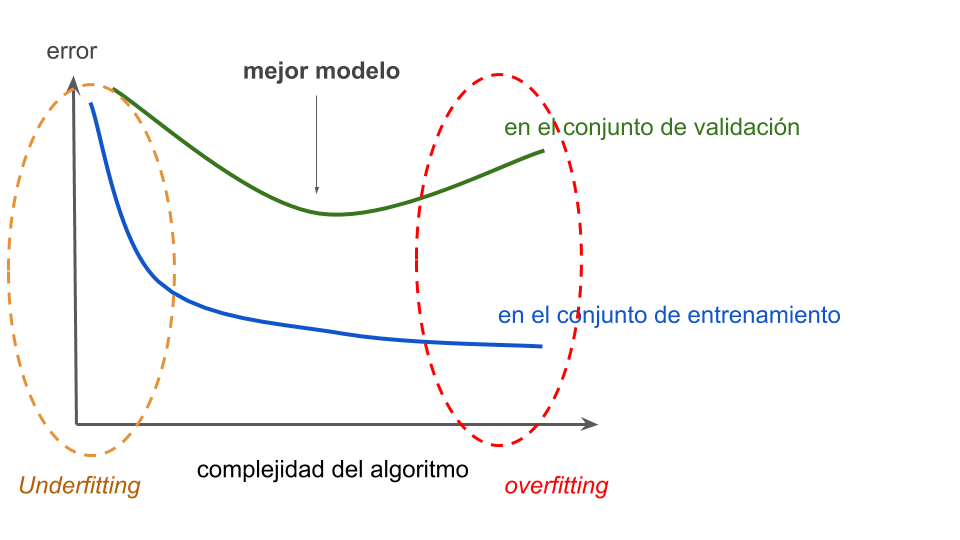 error
mejor modelo
en el conjunto de validación
en el conjunto de entrenamiento
complejidad del algoritmo
Underfitting
overfitting